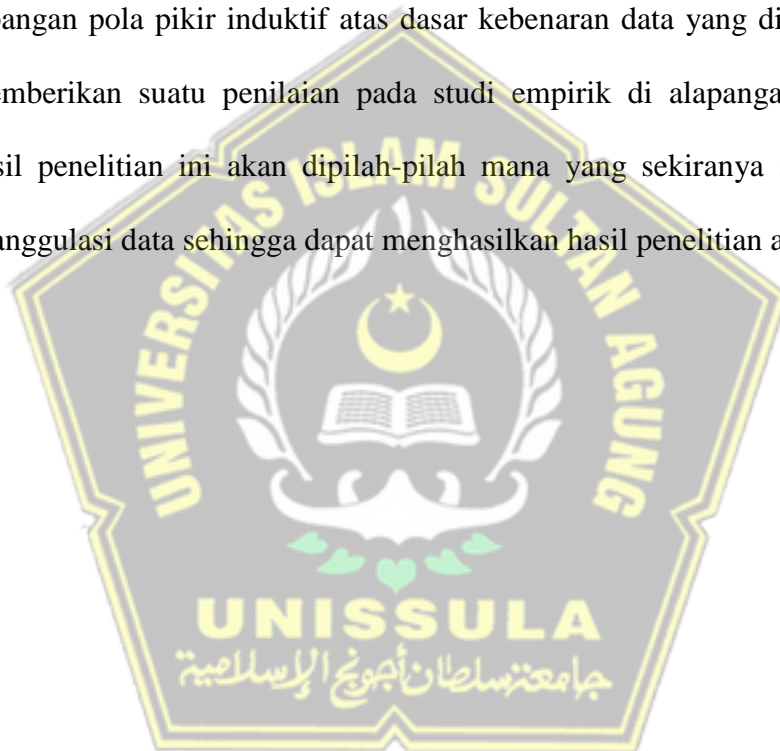 bangan pola pikir induktif atas dasar kebenaran data yang di
emberikan suatu penilaian pada studi empirik di alapanga
sil penelitian ini akan dipilah-pilah mana yang sekiranya
anggulasi data sehingga dapat menghasilkan hasil penelitian a
UNIVERSITAS ISLAM SULTAN AGUNG
UNISSULA
جامعة سلطان أجونج الإسلامية